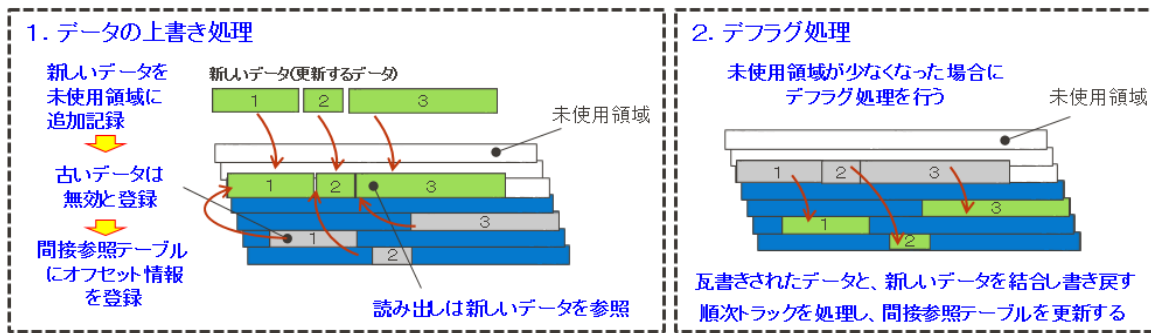 1. データの上書き処理
新しいデータを
未使用領域に
追加記録
古いデータは
無効と登録
間接参照テーブル
にオフセット情報
を登録
新しいデータ(更新するデータ)
1 2 3
未使用領域
1 2 3
3
1
2
読み出しは新しいデータを参照
2. デフラグ処理
未使用領域が少なくなった場合に
デフラグ処理を行う
未使用領域
1 2 3
3
1
2
瓦書きされたデータと、新しいデータを結合し書き戻す
順次トラックを処理し、間接参照テーブルを更新する